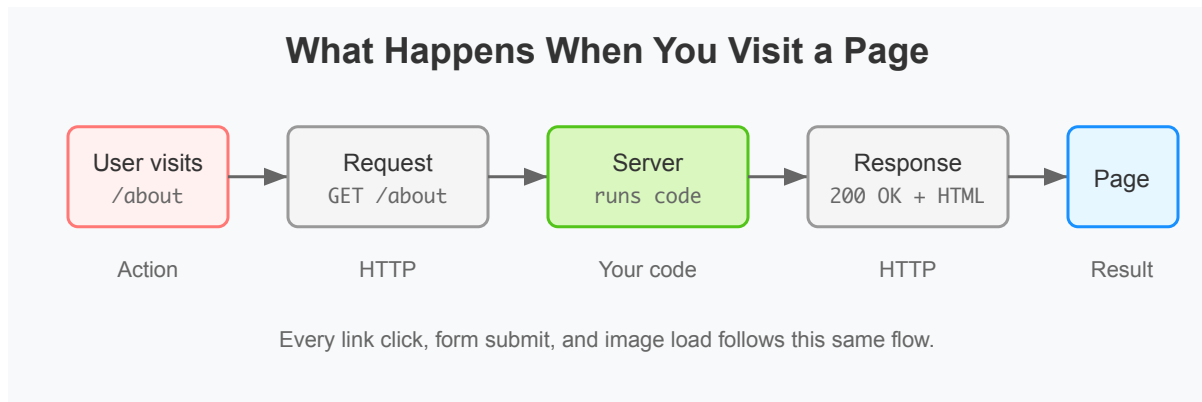 What Happens When You Visit a Page
User visits
/about
Request
GET /about
Server
runs code
Response
200 OK + HTML
Page
Action
HTTP
Your code
HTTP
Result
Every link click, form submit, and image load follows this same flow.